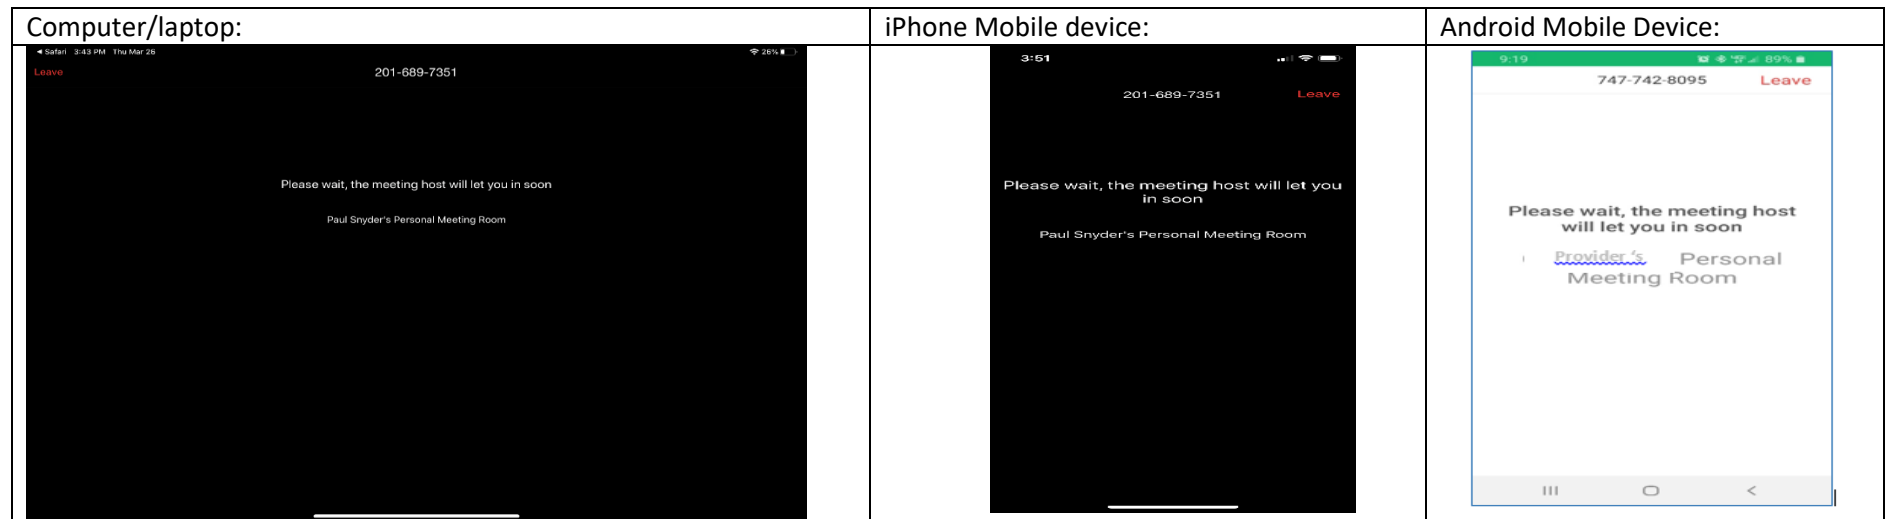 Computer/laptop:
iPhone Mobile device:
Android Mobile Device:
Safari 3:43 PM Thu Mar 26
26%
Leave
201-689-7351
Please wait, the meeting host will let you in soon
Paul Snyder's Personal Meeting Room
3:51
201-689-7351
Leave
Please wait, the meeting host will let you
in soon
Paul Snyder's Personal Meeting Room
9:19
89%
747-742-8095
Leave
Please wait, the meeting host
will let you in soon
Provider 's Personal
Meeting Room